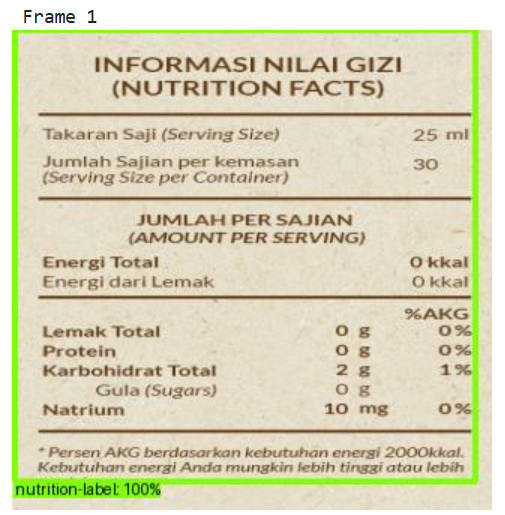 Frame 1
INFORMASI NILAI GIZI
(NUTRITION FACTS)
Takaran Saji (Serving Size) 25 ml
Jumlah Sajian per kemasan 30
(Serving Size per Container)
JUMLAH PER SAJIAN
(AMOUNT PER SERVING)
Energi Total 0 kkal
Energi dari Lemak 0 kkal
%AKG
Lemak Total 0 g 0%
Protein 0 g 0%
Karbohidrat Total 2 g 1%
Gula (Sugars) 0 g
Natrium 10 mg 0%
* Persen AKG berdasarkan kebutuhan energi 2000kkal.
Kebutuhan energi Anda mungkin lebih tinggi atau lebih
nutrition-label: 100%